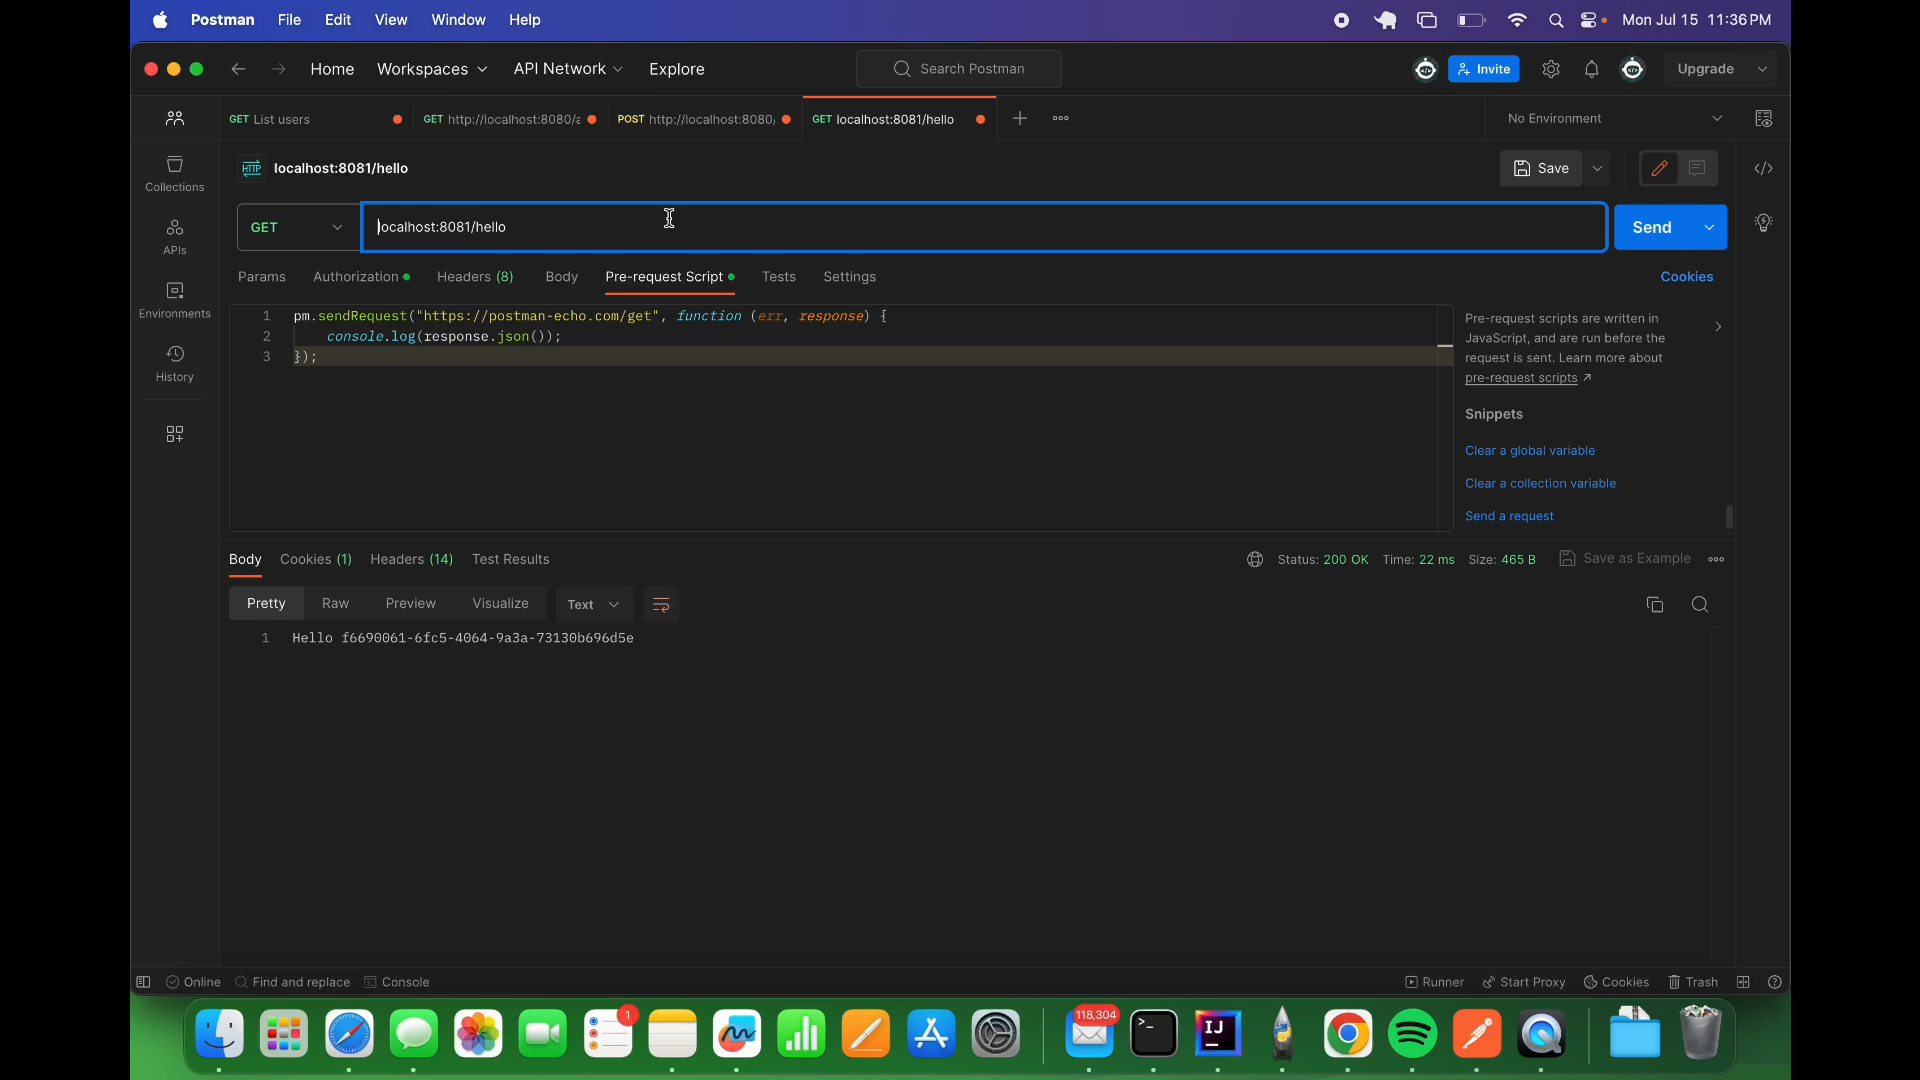 Postman File Edit View Window Help Mon Jul 15 11:36 PM
Home Workspaces API Network Explore Search Postman Invite Upgrade
GET List users GET http://localhost:8080/a POST http://localhost:8080/ GET localhost:8081/hello No Environment
HTTP localhost:8081/hello Save
Collections
GET localhost:8081/hello Send
APIs
Params Authorization Headers (8) Body Pre-request Script Tests Settings Cookies
Environments
History
1 pm.sendRequest("https://postman-echo.com/get", function (err, response) {
2 console.log(response.json());
3 });
Pre-request scripts are written in
JavaScript, and are run before the
request is sent. Learn more about
pre-request scripts
Snippets
Clear a global variable
Clear a collection variable
Send a request
Body Cookies (1) Headers (14) Test Results Status: 200 OK Time: 22 ms Size: 465 B Save as Example
Pretty Raw Preview Visualize Text
1 Hello f6690061-6fc5-4064-9a3a-73130b696d5e
Online Find and replace Console Runner Start Proxy Cookies Trash
1 118,304
IJ